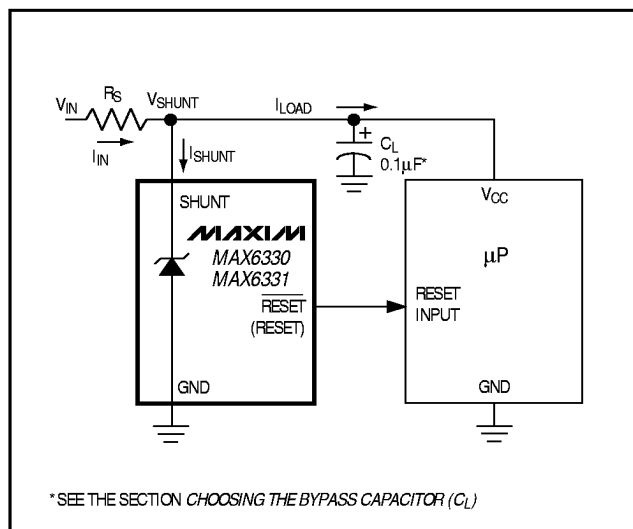 VIN
RS
VSHUNT
ILOAD
IIN
ISHUNT
+
CL
0.1μF*
SHUNT
MAXIM
MAX6330
MAX6331
RESET
(RESET)
GND
VCC
μP
RESET
INPUT
GND
* SEE THE SECTION CHOOSING THE BYPASS CAPACITOR (CL)